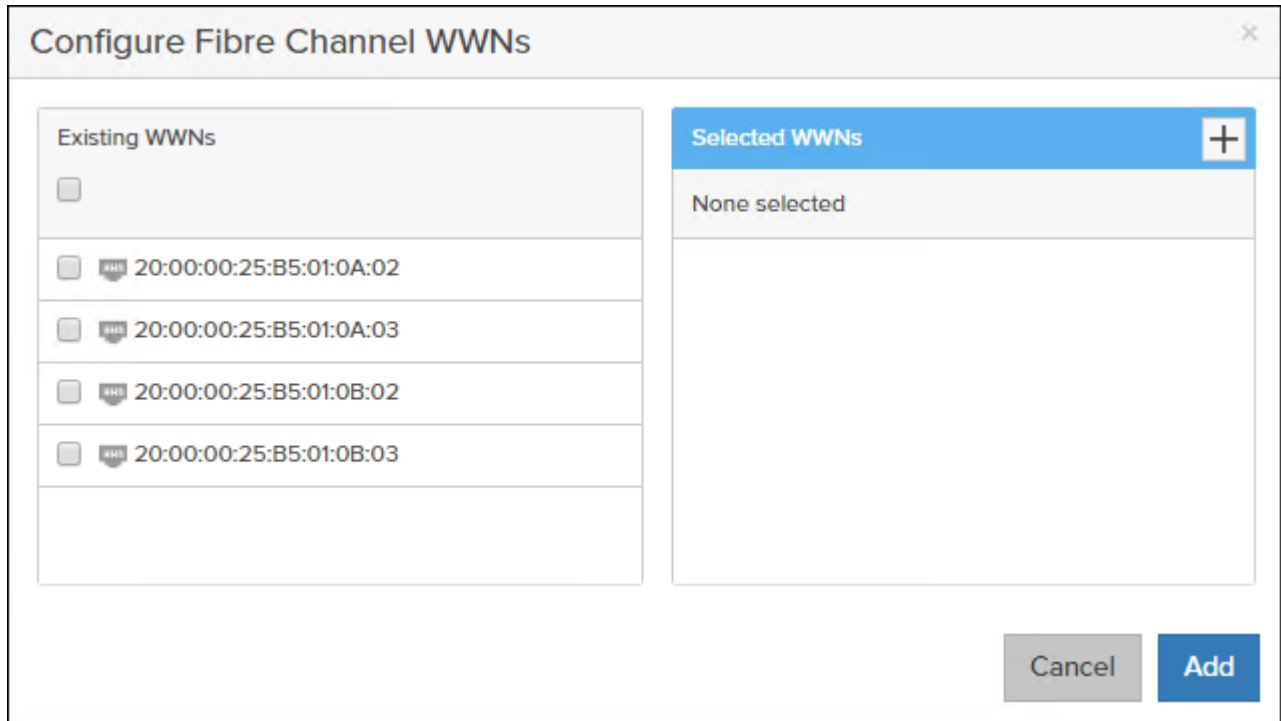 Configure Fibre Channel WWNs
Existing WWNs
20:00:00:25:B5:01:0A:02
20:00:00:25:B5:01:0A:03
20:00:00:25:B5:01:0B:02
20:00:00:25:B5:01:0B:03
Selected WWNs
None selected
Cancel
Add